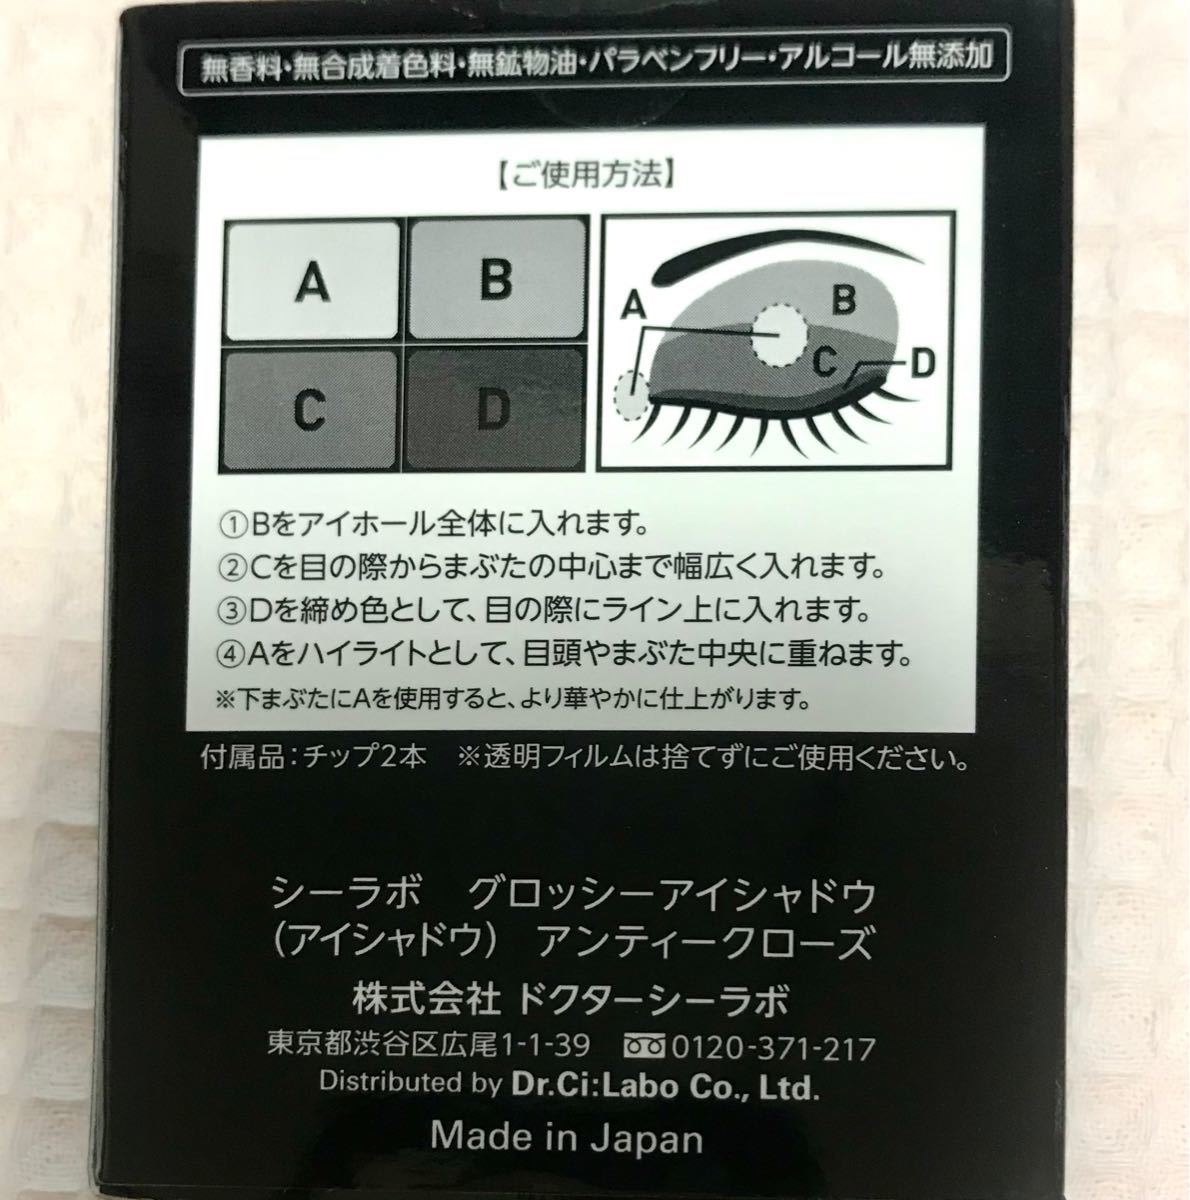 無香料・無合成着色料・無鉱物油・パラベンフリー・アルコール無添加
【ご使用方法】
A B
C D
A B
C D
①Bをアイホール全体に入れます。
②Cを目の際からまぶたの中心まで幅広く入れます。
③Dを締め色として、目の際にライン上に入れます。
④Aをハイライトとして、目頭やまぶた中央に重ねます。
※下まぶたにAを使用すると、より華やかに仕上がります。
付属品：チップ2本 ※透明フィルムは捨てずにご使用ください。
シーラボ グロッシーアイシャドウ
（アイシャドウ） アンティークローズ
株式会社 ドクターシーラボ
東京都渋谷区広尾1-1-39 0120-371-217
Distributed by Dr.Ci:Labo Co., Ltd.
Made in Japan